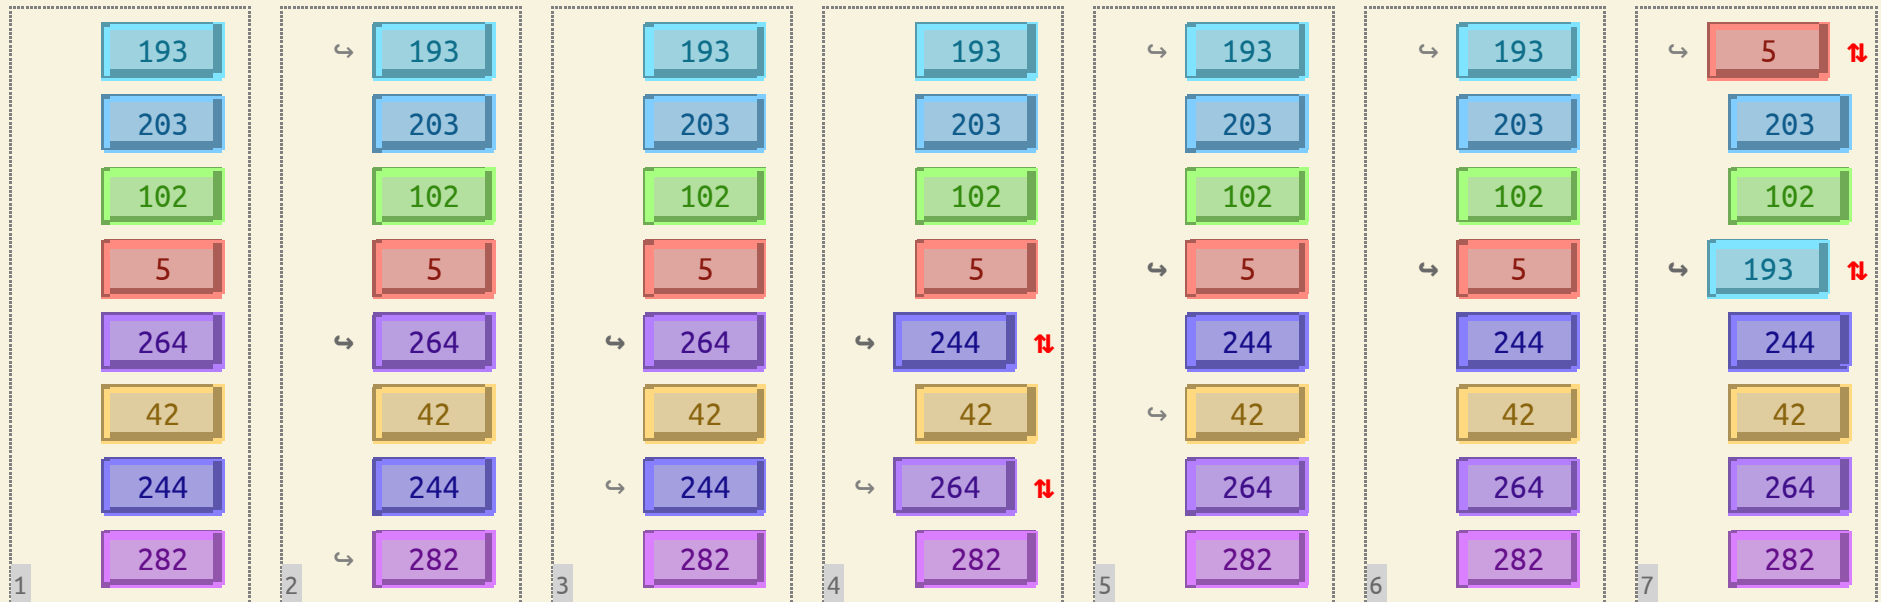 193 ↪ 193 193 193 ↪ 193 ↪ 193 ↪ 5 ⇅
203 203 203 203 203 203 203
102 102 102 102 102 102 102
5 5 5 5 ↪ 5 ↪ 5 ↪ 193 ⇅
264 ↪ 264 ↪ 264 ↪ 244 ⇅ 244 244 244
42 42 42 42 ↪ 42 42 42
244 244 ↪ 244 ↪ 264 ⇅ 264 264 264
282 ↪ 282 282 282 282 282 282
1 2 3 4 5 6 7